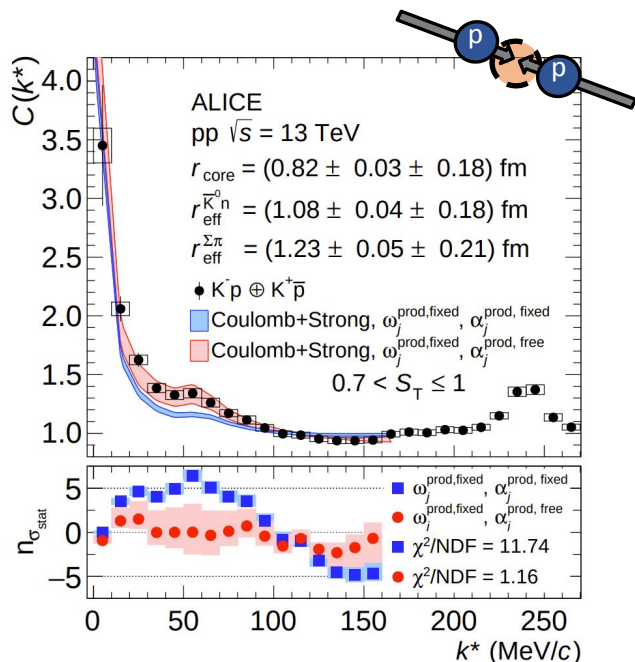 p
p
C(k*)
4.0
3.5
3.0
2.5
2.0
1.5
1.0
ALICE
pp √s = 13 TeV
r_core = (0.82 ± 0.03 ± 0.18) fm
r_eff^{K̅⁰n} = (1.08 ± 0.04 ± 0.18) fm
r_eff^{Σπ} = (1.23 ± 0.05 ± 0.21) fm
K⁻p ⊕ K⁺p̅
Coulomb+Strong, ω_j^{prod,fixed}, α_j^{prod, fixed}
Coulomb+Strong, ω_j^{prod,fixed}, α_j^{prod, free}
0.7 < S_T ≤ 1
n_{σ_stat}
5
0
−5
ω_j^{prod,fixed}, α_j^{prod,fixed}
ω_j^{prod,fixed}, α_i^{prod,free}
χ²/NDF = 11.74
χ²/NDF = 1.16
0 50 100 150 200 250
k* (MeV/c)